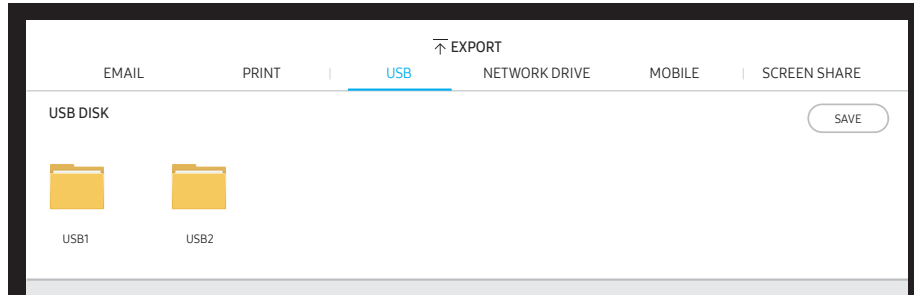 EXPORT
EMAIL PRINT USB NETWORK DRIVE MOBILE SCREEN SHARE
USB DISK SAVE
USB1 USB2